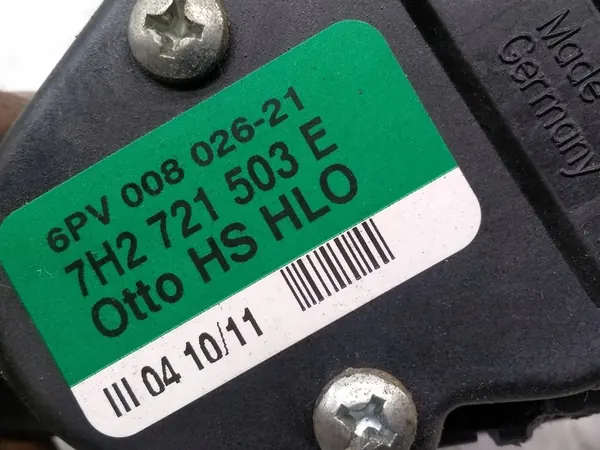 6PV 008 026-21
7H2 721 503 E
Otto HS HLO
III 04 10/11
Made
Germany